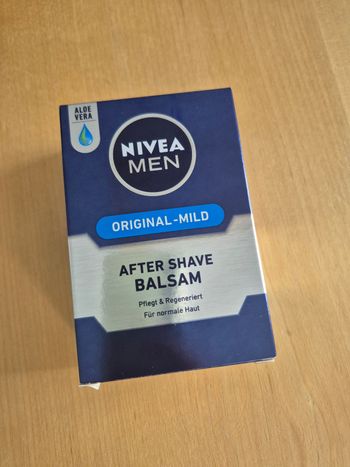 ALOE
VERA
NIVEA
MEN
ORIGINAL-MILD
AFTER SHAVE
BALSAM
Pflegt & Regeneriert
Für normale Haut